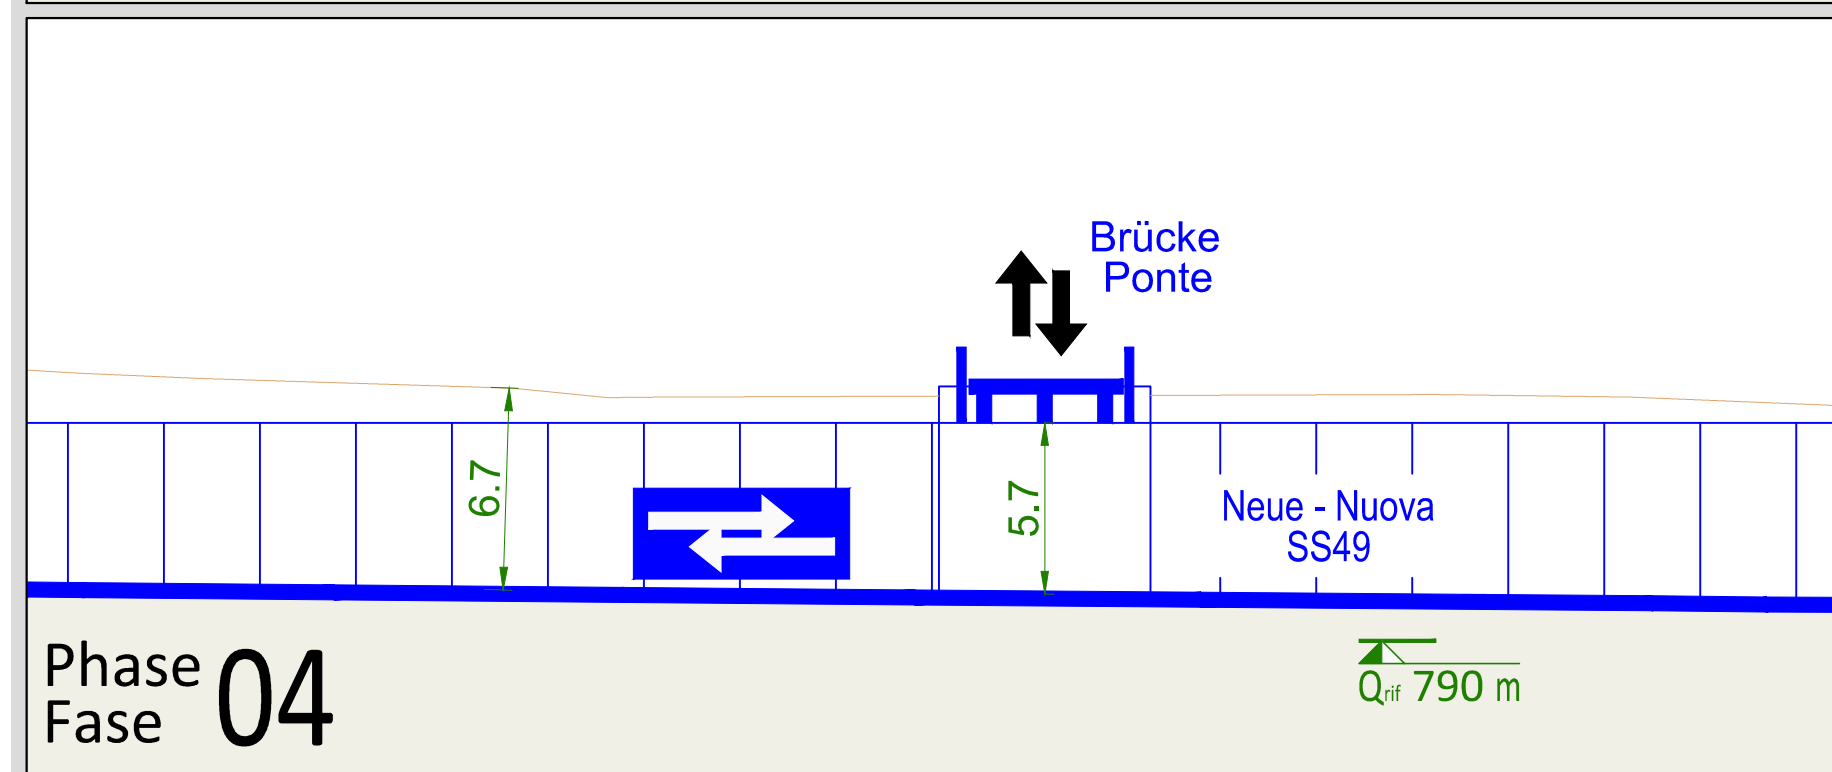 Brücke
Ponte
6.7
5.7
Neue - Nuova
SS49
Phase
Fase
04
Qrif 790 m